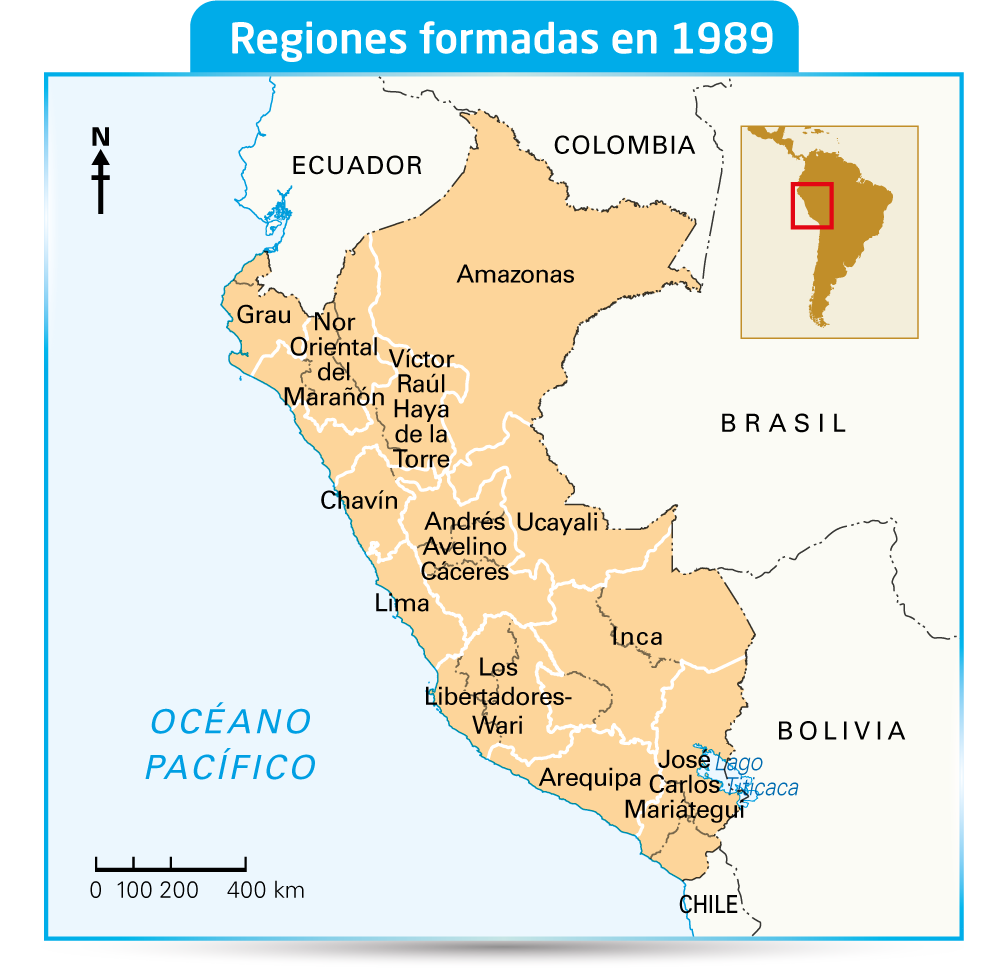 Regiones formadas en 1989
N
ECUADOR
COLOMBIA
Amazonas
Grau
Nor
Oriental
del
Marañón
Víctor
Raúl
Haya
de la
Torre
BRASIL
Chavín
Andrés
Avelino
Cáceres
Ucayali
Lima
Inca
Los
Libertadores-
Wari
OCÉANO
PACÍFICO
BOLIVIA
Arequipa
José
Carlos
Mariátegui
Lago
Titicaca
0 100 200 400 km
CHILE